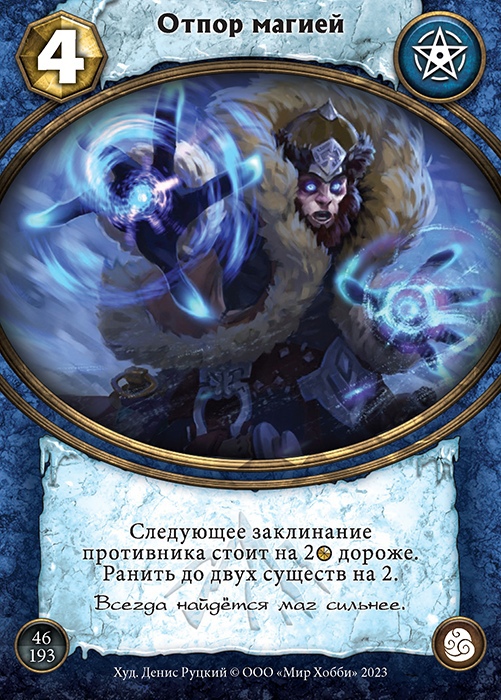 Отпор магией
4
Следующее заклинание
противника стоит на 2 дороже.
Ранить до двух существ на 2.
Всегда найдётся маг сильнее.
46
193
Худ. Денис Руцкий © ООО «Мир Хобби» 2023